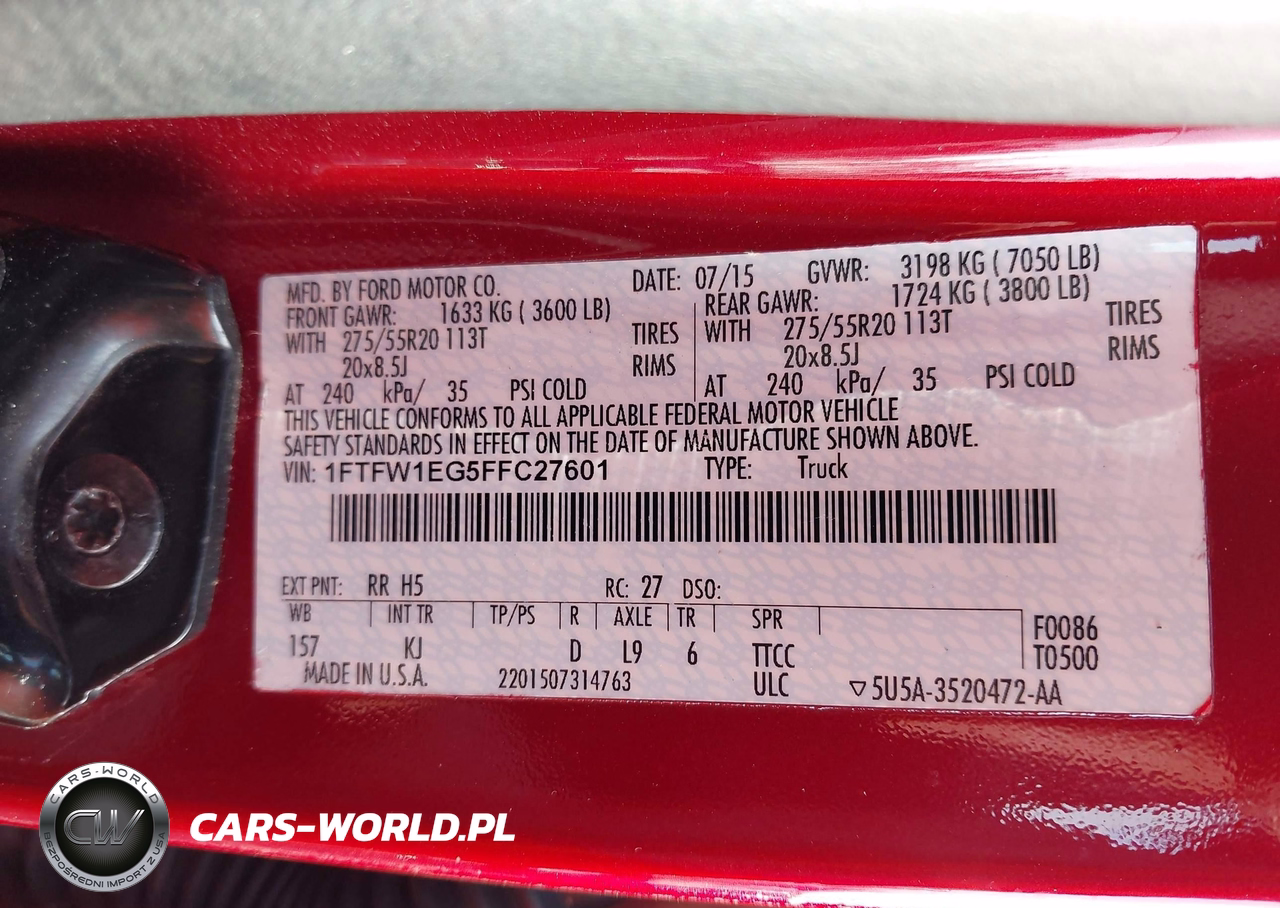 MFD. BY FORD MOTOR CO. DATE: 07/15 GVWR: 3198 KG ( 7050 LB)
FRONT GAWR: 1633 KG ( 3600 LB) REAR GAWR: 1724 KG ( 3800 LB)
WITH 275/55R20 113T TIRES WITH 275/55R20 113T TIRES
20x8.5J RIMS 20x8.5J RIMS
AT 240 kPa/ 35 PSI COLD AT 240 kPa/ 35 PSI COLD
THIS VEHICLE CONFORMS TO ALL APPLICABLE FEDERAL MOTOR VEHICLE
SAFETY STANDARDS IN EFFECT ON THE DATE OF MANUFACTURE SHOWN ABOVE.
VIN: 1FTFW1EG5FFC27601 TYPE: Truck
EXT PNT: RR H5 RC: 27 DSO:
WB INT TR TP/PS R AXLE TR SPR F0086
157 KJ D L9 6 TTCC T0500
MADE IN U.S.A. 2201507314763 ULC ▽5U5A-3520472-AA
CARS-WORLD
CW
BEZPOŚREDNI IMPORT Z USA
CARS-WORLD.PL